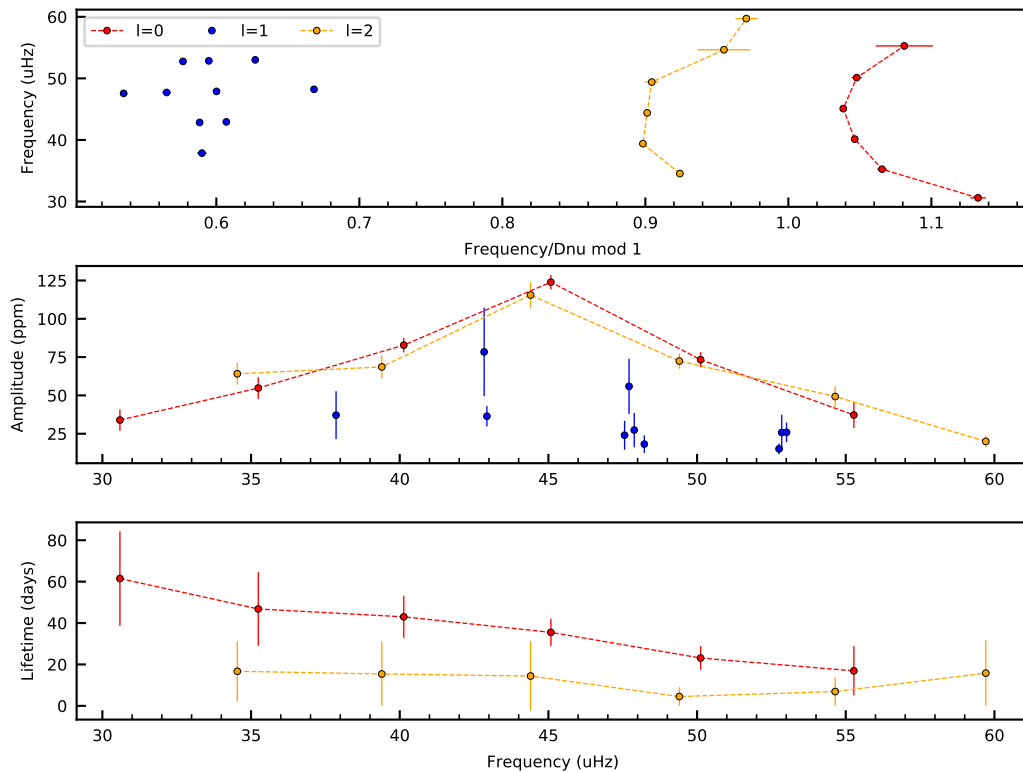 l=0 l=1 l=2
60
50
40
30
Frequency (uHz)
0.6 0.7 0.8 0.9 1.0 1.1
Frequency/Dnu mod 1
125
100
75
50
25
Amplitude (ppm)
30 35 40 45 50 55 60
80
60
40
20
0
Lifetime (days)
30 35 40 45 50 55 60
Frequency (uHz)